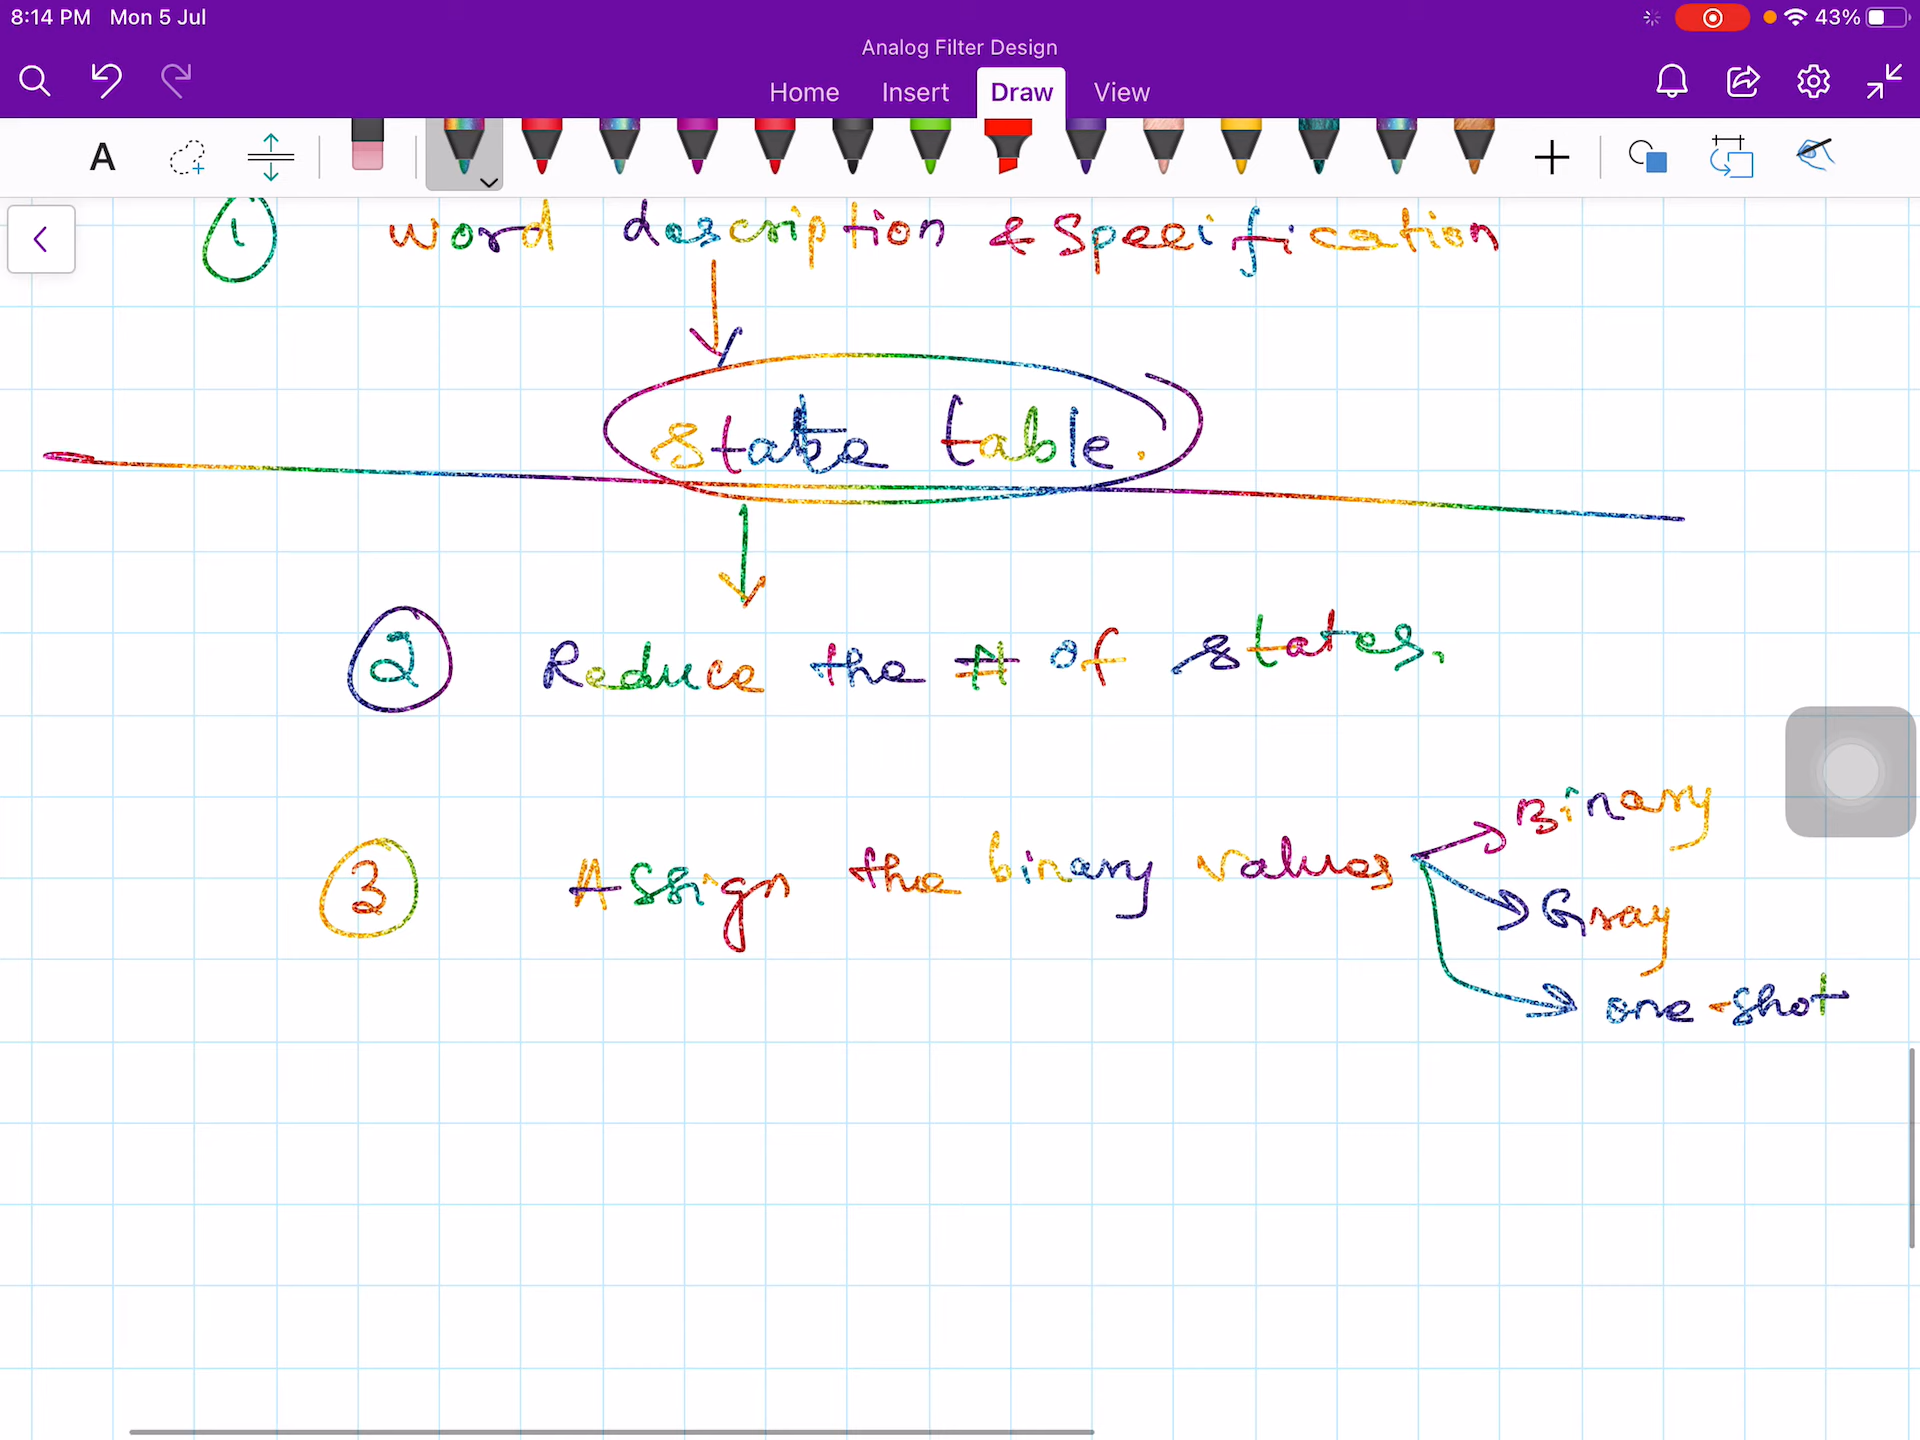 8:14 PM Mon 5 Jul
43%
Analog Filter Design
Home Insert Draw View
A
① word description & specification
state table.
② Reduce the # of states.
③ Assign the binary values
Binary
Gray
one-shot